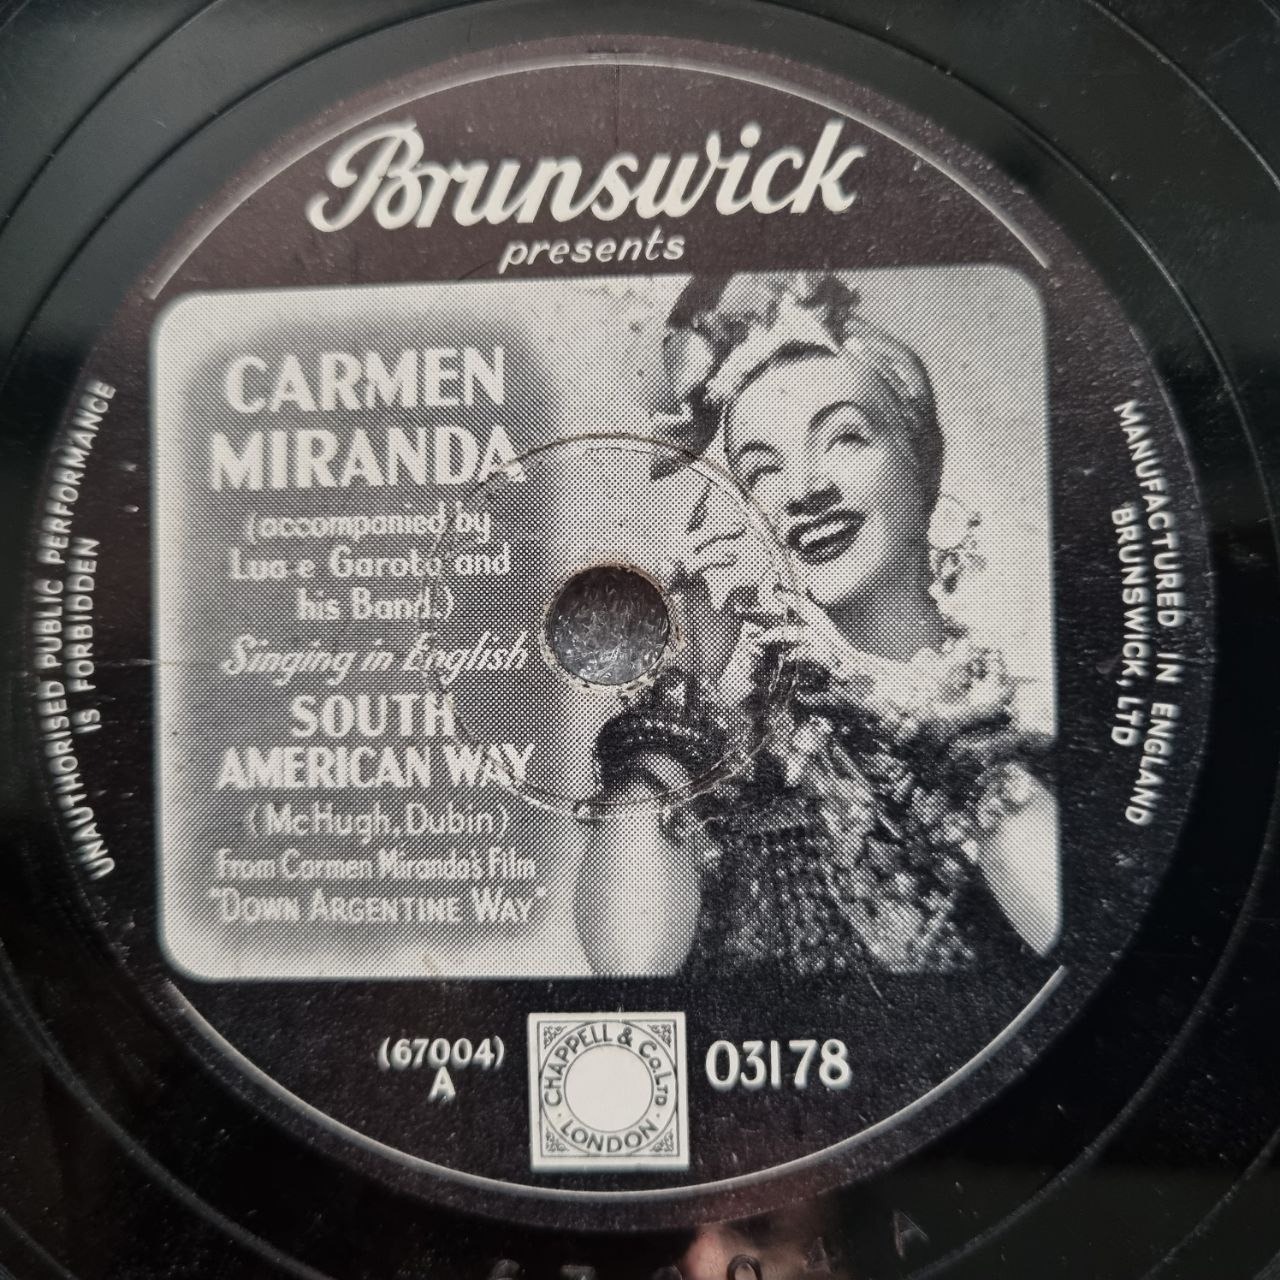 Brunswick
presents
CARMEN
MIRANDA
(accompanied by
Lua e Garoto and
his Band.)
Singing in English
SOUTH
AMERICAN WAY
(McHugh, Dubin)
From Carmen Miranda's Film
"DOWN ARGENTINE WAY"
UNAUTHORISED PUBLIC PERFORMANCE
IS FORBIDDEN
MANUFACTURED IN ENGLAND
BRUNSWICK, LTD
(67004)
A
CHAPPELL & CO. LTD
· LONDON ·
03178